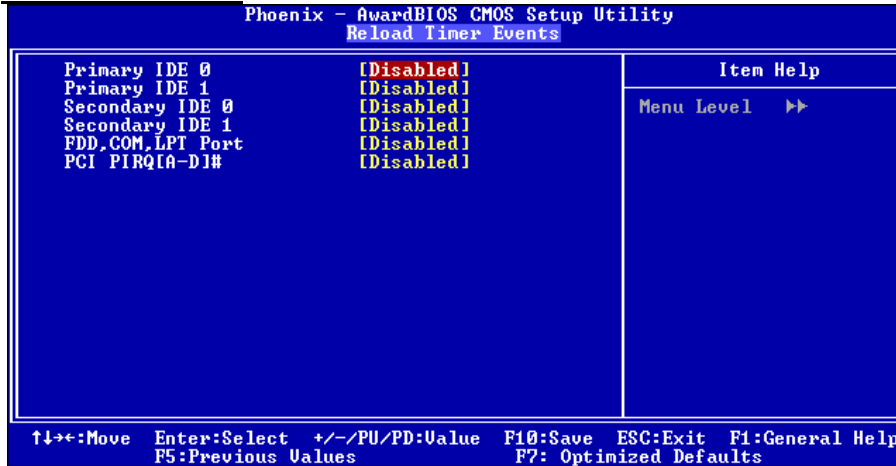 Phoenix - AwardBIOS CMOS Setup Utility
Reload Timer Events
Primary IDE 0 [Disabled]
Primary IDE 1 [Disabled]
Secondary IDE 0 [Disabled]
Secondary IDE 1 [Disabled]
FDD,COM,LPT Port [Disabled]
PCI PIRQ[A-D]# [Disabled]
Item Help
Menu Level ▶▶
↑↓→←:Move Enter:Select +/-/PU/PD:Value F10:Save ESC:Exit F1:General Help
F5:Previous Values F7: Optimized Defaults